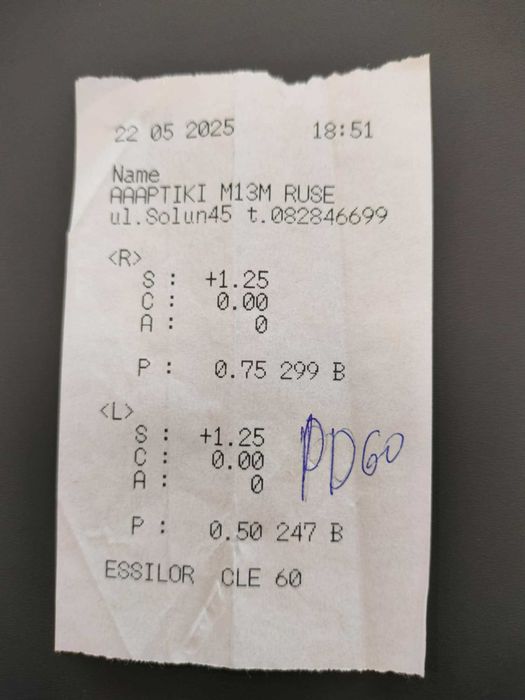 22 05 2025 18:51
Name
AAAPTIKI M13M RUSE
ul.Solun45 t.082846699
<R>
S : +1.25
C : 0.00
A : 0
P : 0.75 299 B
<L>
S : +1.25
C : 0.00
A : 0
PD60
P : 0.50 247 B
ESSILOR CLE 60